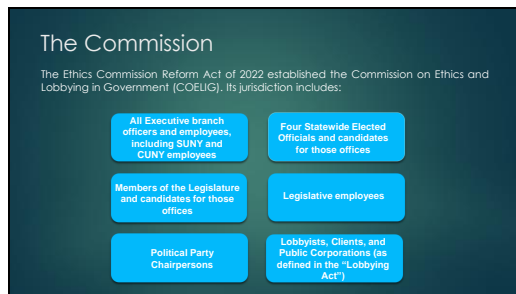 The Commission
The Ethics Commission Reform Act of 2022 established the Commission on Ethics and
Lobbying in Government (COELIG). Its jurisdiction includes:
All Executive branch
officers and employees,
including SUNY and
CUNY employees
Four Statewide Elected
Officials and candidates
for those offices
Members of the Legislature
and candidates for those
offices
Legislative employees
Political Party
Chairpersons
Lobbyists, Clients, and
Public Corporations (as
defined in the “Lobbying
Act”)